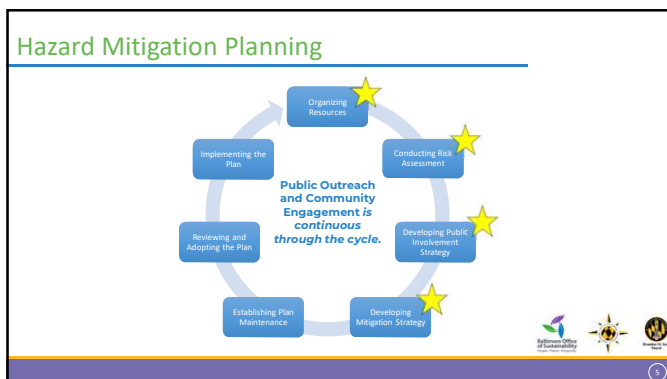 Hazard Mitigation Planning
Organizing
Resources
Conducting Risk
Assessment
Developing Public
Involvement
Strategy
Developing
Mitigation Strategy
Establishing Plan
Maintenance
Reviewing and
Adopting the Plan
Implementing the
Plan
Public Outreach
and Community
Engagement is
continuous
through the cycle.
Baltimore Office
of Sustainability
5